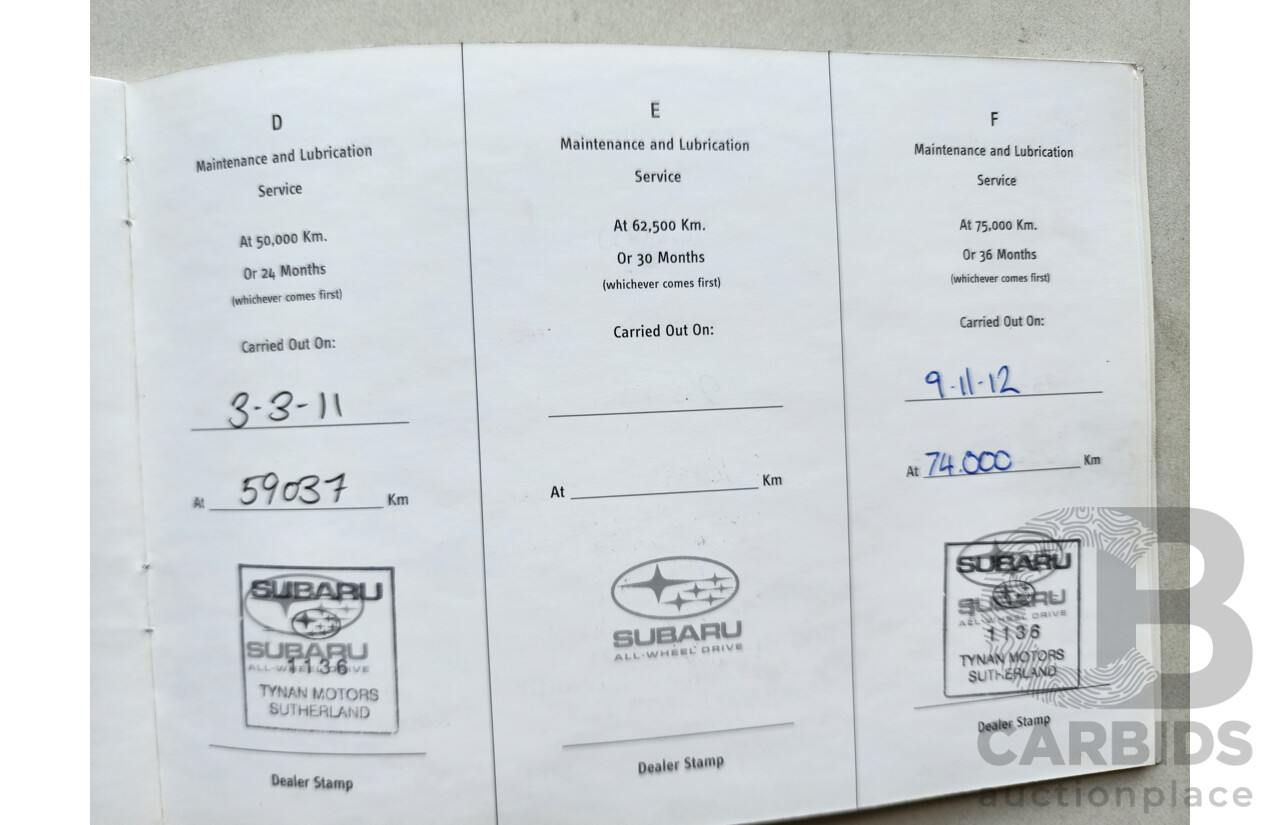 D
Maintenance and Lubrication
Service
At 50,000 Km.
Or 24 Months
(whichever comes first)
Carried Out On:
3-3-11
At 59037 Km
SUBARU
SUBARU
ALL-WHEEL DRIVE
1136
TYNAN MOTORS
SUTHERLAND
Dealer Stamp
E
Maintenance and Lubrication
Service
At 62,500 Km.
Or 30 Months
(whichever comes first)
Carried Out On:
At Km
SUBARU
ALL-WHEEL DRIVE
Dealer Stamp
F
Maintenance and Lubrication
Service
At 75,000 Km.
Or 36 Months
(whichever comes first)
Carried Out On:
9-11-12
At 74.000 Km
SUBARU
SUBARU
ALL-WHEEL DRIVE
1136
TYNAN MOTORS
SUTHERLAND
Dealer Stamp
B
CARBIDS
auctionplace